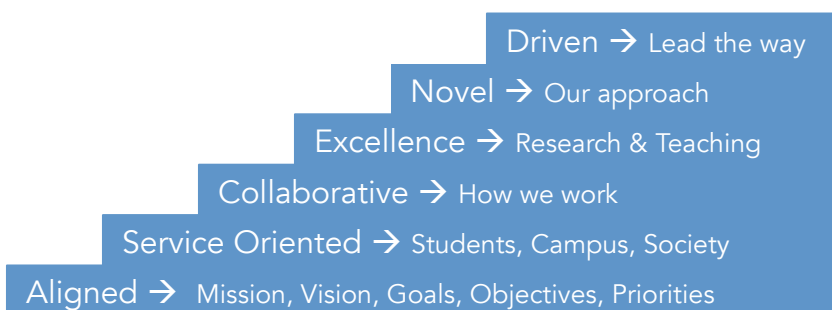 Driven → Lead the way
Novel → Our approach
Excellence → Research & Teaching
Collaborative → How we work
Service Oriented → Students, Campus, Society
Aligned → Mission, Vision, Goals, Objectives, Priorities